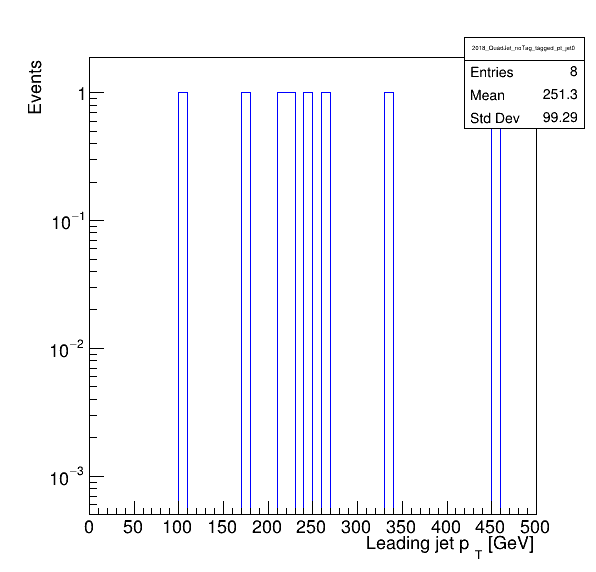 2018_QuadJet_noTag_tagged_pt_jet0
Entries 8
Mean 251.3
Std Dev 99.29
Events
1
10⁻¹
10⁻²
10⁻³
0 50 100 150 200 250 300 350 400 450 500
Leading jet p_T [GeV]